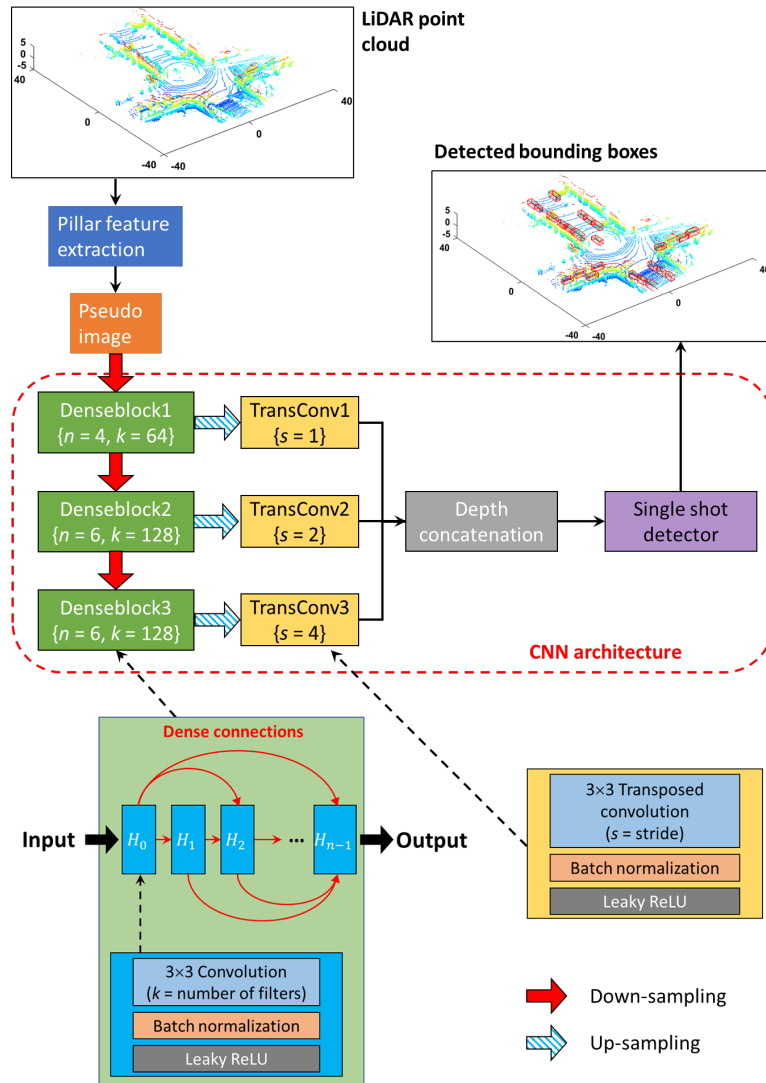 LiDAR point
cloud
5
0
-5
40
0
-40
-40
0
40
Detected bounding boxes
5
0
-5
40
0
-40
-40
0
40
Pillar feature
extraction
Pseudo
image
Denseblock1
{n = 4, k = 64}
TransConv1
{s = 1}
Denseblock2
{n = 6, k = 128}
TransConv2
{s = 2}
Depth
concatenation
Single shot
detector
Denseblock3
{n = 6, k = 128}
TransConv3
{s = 4}
CNN architecture
Dense connections
Input
H₀
H₁
H₂
...
Hₙ₋₁
Output
3×3 Convolution
(k = number of filters)
Batch normalization
Leaky ReLU
3×3 Transposed
convolution
(s = stride)
Batch normalization
Leaky ReLU
Down-sampling
Up-sampling